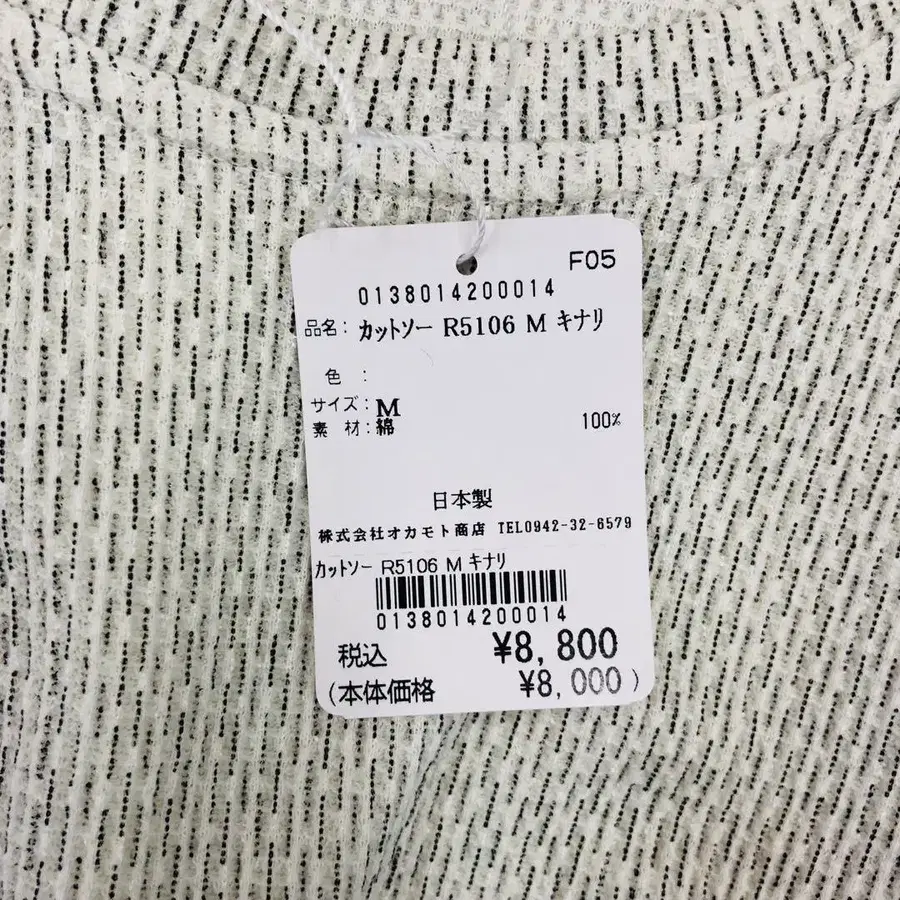 F05
0138014200014
品名: カットソー R5106 M キナリ
色 :
サイズ: M
素 材: 綿 100%
日本製
株式会社オカモト商店 TEL0942-32-6579
カットソー R5106 M キナリ
0138014200014
税込 ¥8,800
(本体価格 ¥8,000)